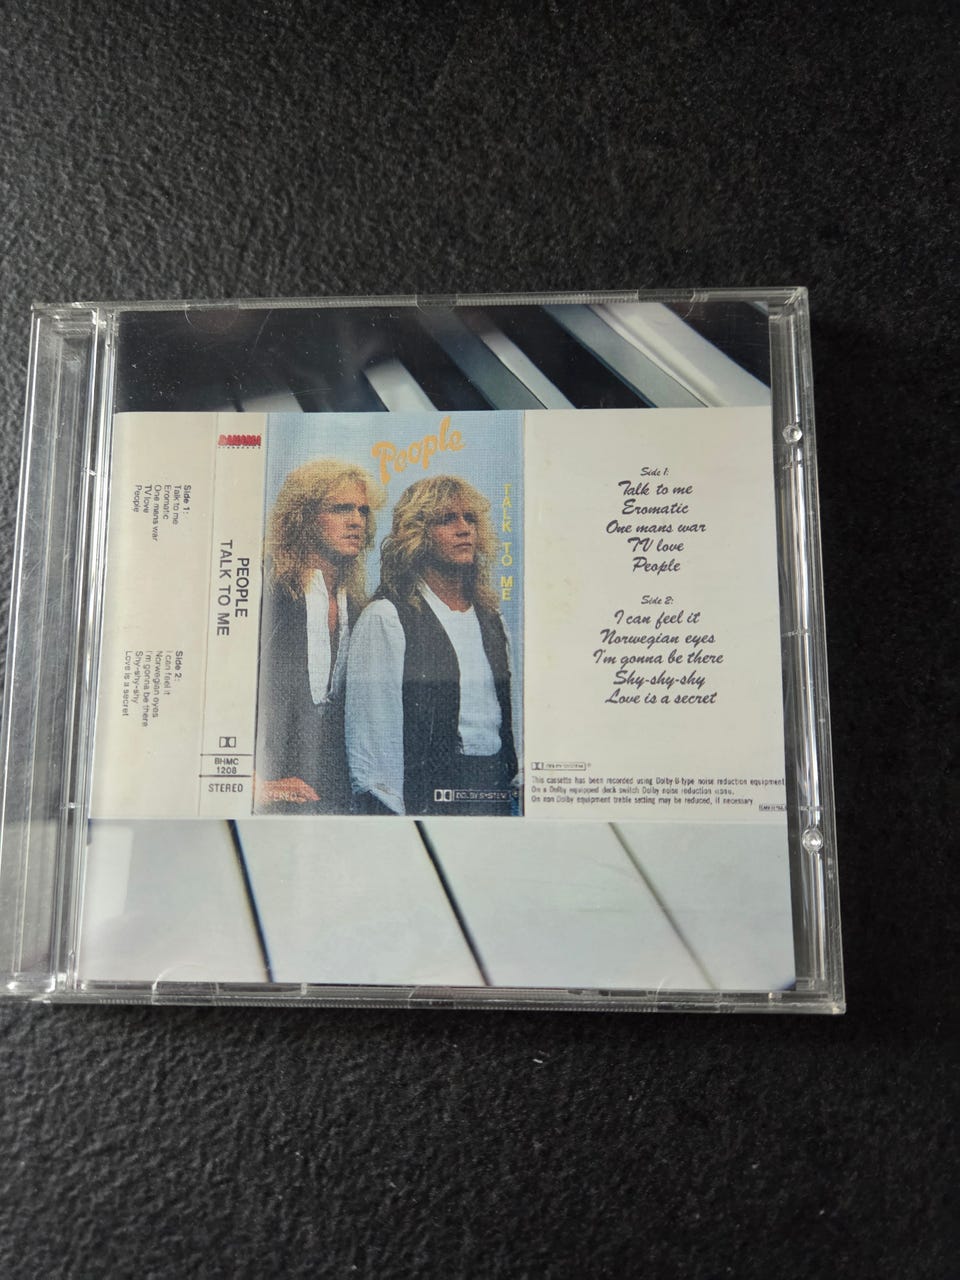 Side 1:
Talk to me
Eromatic
One mans war
TV love
People
Side 2:
I can feel it
Norwegian eyes
I'm gonna be there
Shy-shy-shy
Love is a secret
PEOPLE
TALK TO ME
BHMC
1208
STEREO
People
TALK TO ME
STEREO
DOLBY SYSTEM
Side 1:
Talk to me
Eromatic
One mans war
TV love
People
Side 2:
I can feel it
Norwegian eyes
I'm gonna be there
Shy-shy-shy
Love is a secret
DOLBY SYSTEM
This cassette has been recorded using Dolby B-type noise reduction equipment
On a Dolby equipped deck switch Dolby noise reduction
On non Dolby equipment treble setting may be reduced, if necessary